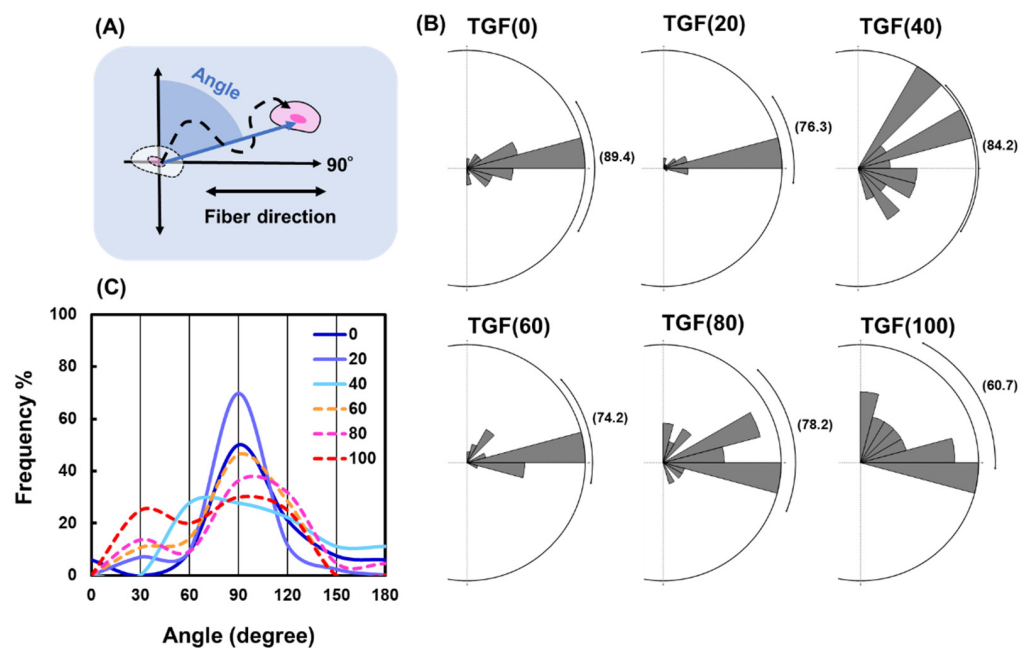 (A)
Angle
90°
Fiber direction
(B)
TGF(0)
(89.4)
TGF(20)
(76.3)
TGF(40)
(84.2)
TGF(60)
(74.2)
TGF(80)
(78.2)
TGF(100)
(60.7)
(C)
100
80
60
40
20
0
Frequency %
0
20
40
60
80
100
0 30 60 90 120 150 180
Angle (degree)